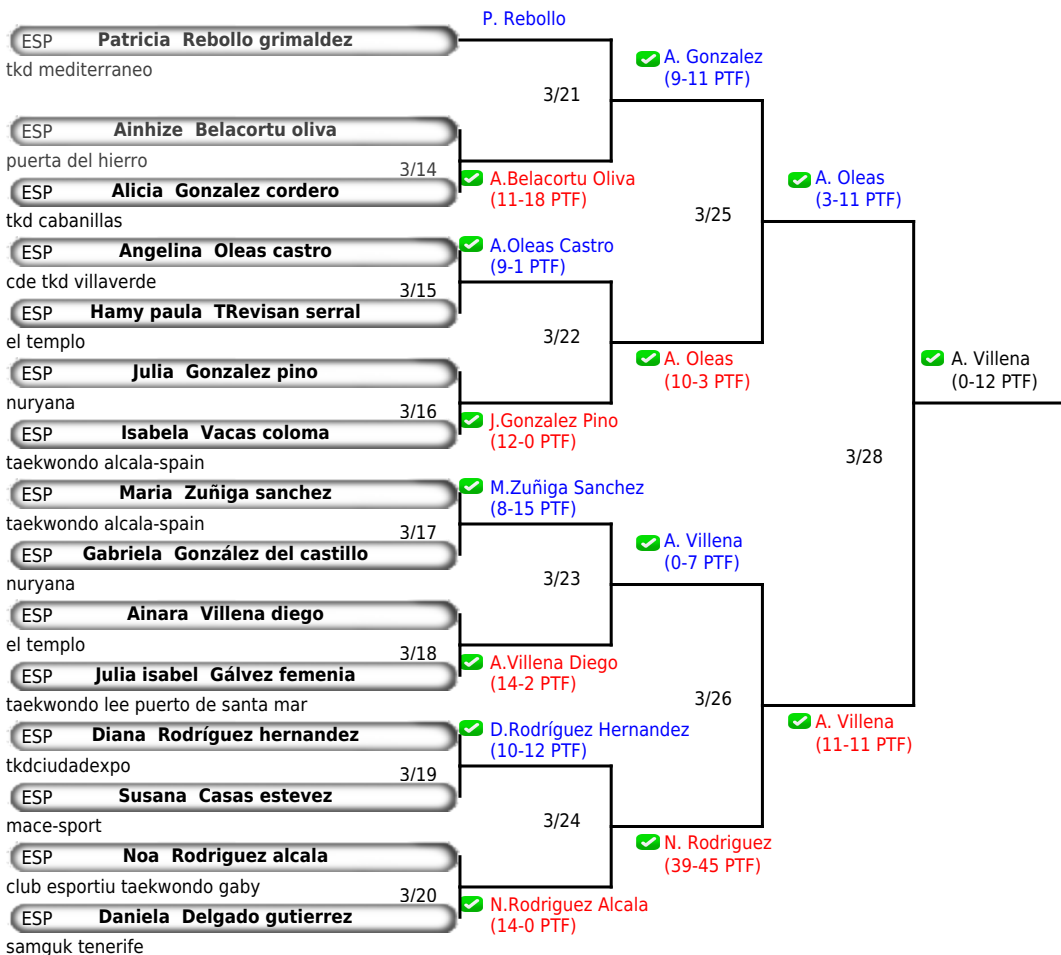 P. Rebollo
ESP Patricia Rebollo grimaldez
tkd mediterraneo
A. Gonzalez
(9-11 PTF)
3/21
ESP Ainhize Belacortu oliva
puerta del hierro
3/14
A.Belacortu Oliva
(11-18 PTF)
ESP Alicia Gonzalez cordero
tkd cabanillas
A. Oleas
(3-11 PTF)
3/25
ESP Angelina Oleas castro
A.Oleas Castro
(9-1 PTF)
cde tkd villaverde
3/15
ESP Hamy paula TRevisan serral
el templo
3/22
A. Oleas
(10-3 PTF)
A. Villena
(0-12 PTF)
ESP Julia Gonzalez pino
nuryana
3/16
J.Gonzalez Pino
(12-0 PTF)
ESP Isabela Vacas coloma
taekwondo alcala-spain
3/28
ESP Maria Zuñiga sanchez
M.Zuñiga Sanchez
(8-15 PTF)
taekwondo alcala-spain
3/17
ESP Gabriela González del castillo
nuryana
A. Villena
(0-7 PTF)
3/23
ESP Ainara Villena diego
el templo
3/18
A.Villena Diego
(14-2 PTF)
ESP Julia isabel Gálvez femenia
taekwondo lee puerto de santa mar
3/26
A. Villena
(11-11 PTF)
ESP Diana Rodríguez hernandez
D.Rodríguez Hernandez
(10-12 PTF)
tkdciudadexpo
3/19
ESP Susana Casas estevez
mace-sport
3/24
N. Rodriguez
(39-45 PTF)
ESP Noa Rodriguez alcala
club esportiu taekwondo gaby
3/20
N.Rodriguez Alcala
(14-0 PTF)
ESP Daniela Delgado gutierrez
samguk tenerife